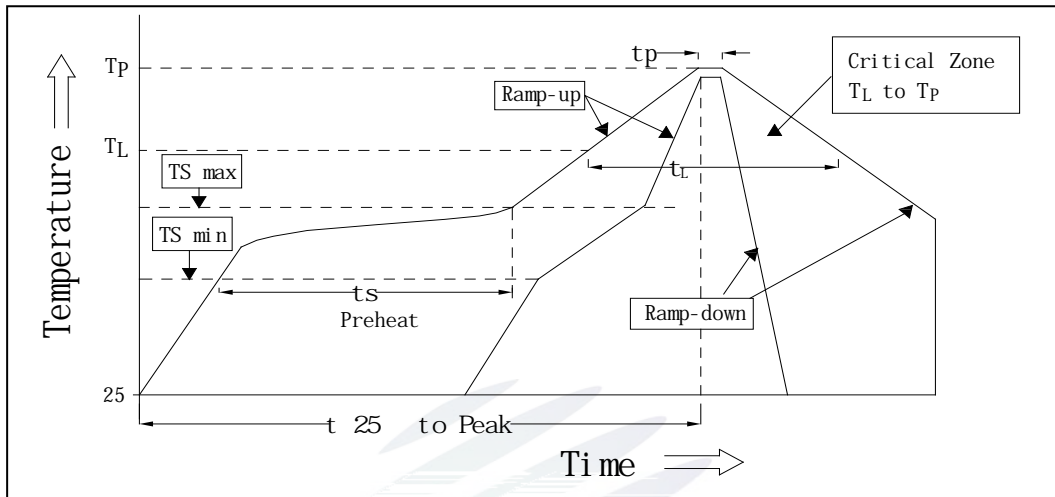 tp
TP
Critical Zone
TL to TP
Ramp-up
TL
TS max
tL
TS min
ts
Preheat
Ramp-down
25
t 25 to Peak
Time
Temperature